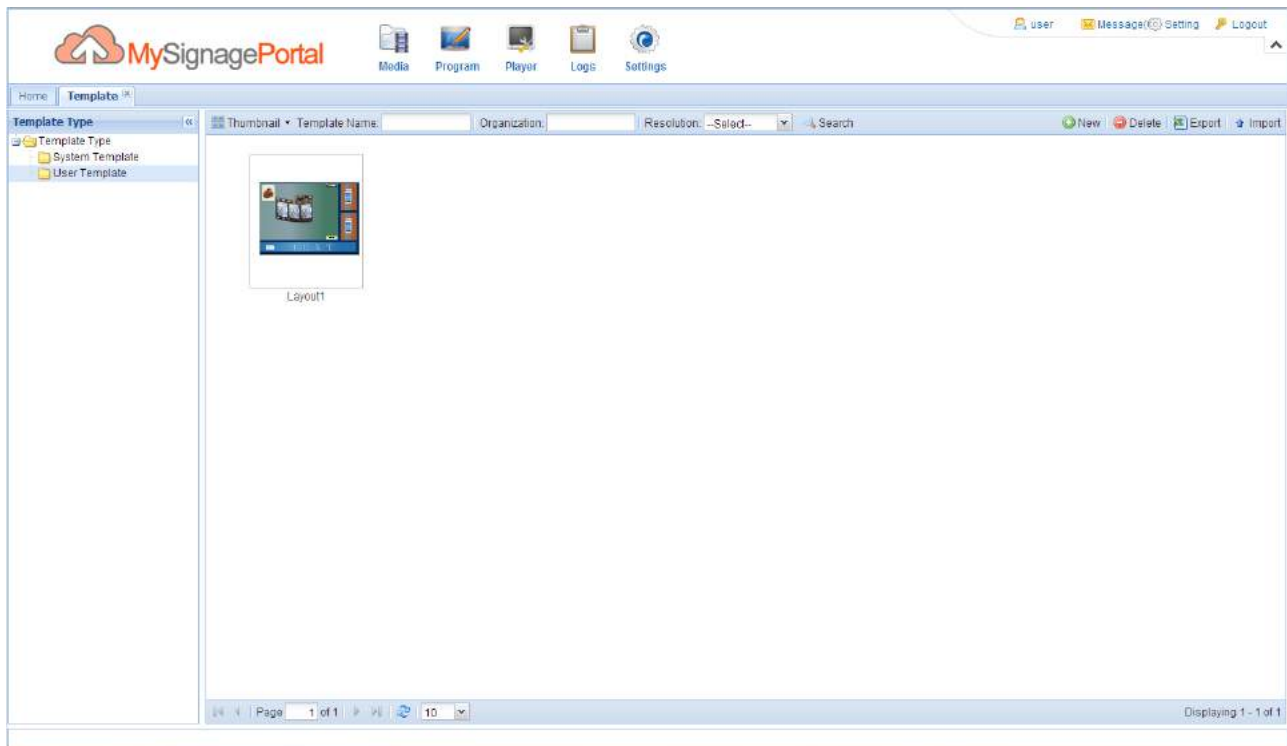 user Message( Setting Logout
MySignagePortal
Media Program Player Logs Settings
Home Template
Template Type
Thumbnail Template Name: Organization: Resolution: --Select-- Search New Delete Export Import
Template Type
System Template
User Template
Layout1
Page 1 of 1 10 Displaying 1 - 1 of 1